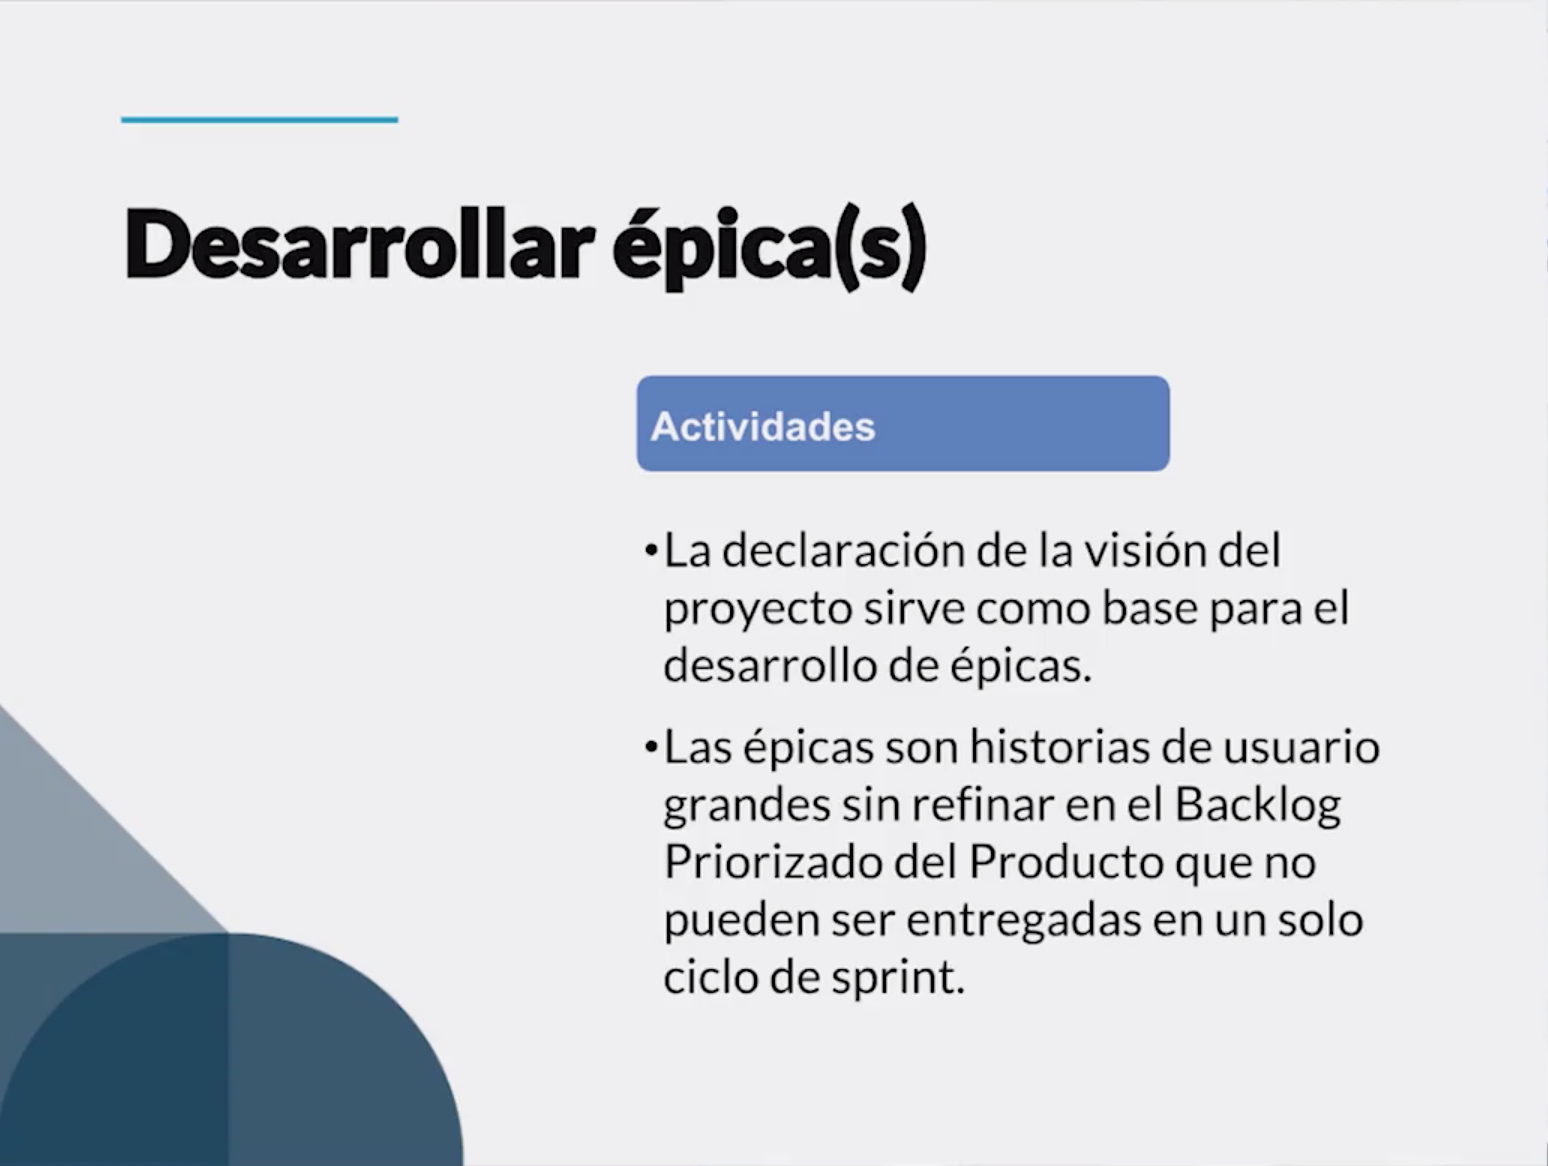 Desarrollar épica(s)
Actividades
•La declaración de la visión del
proyecto sirve como base para el
desarrollo de épicas.
•Las épicas son historias de usuario
grandes sin refinar en el Backlog
Priorizado del Producto que no
pueden ser entregadas en un solo
ciclo de sprint.